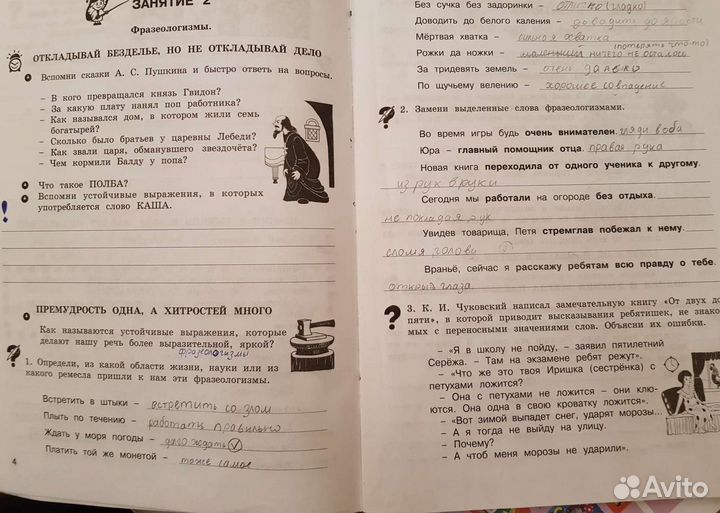 ЗАНЯТИЕ 2
Фразеологизмы.
ОТКЛАДЫВАЙ БЕЗДЕЛЬЕ, НО НЕ ОТКЛАДЫВАЙ ДЕЛО
Вспомни сказки А. С. Пушкина и быстро ответь на вопросы.
– В кого превращался князь Гвидон?
– За какую плату нанял поп работника?
– Как назывался дом, в котором жили семь
богатырей?
– Сколько было братьев у царевны Лебеди?
– Как звали царя, обманувшего звездочёта?
– Чем кормили Балду у попа?
Что такое ПОЛБА?
Вспомни устойчивые выражения, в которых
употребляется слово КАША.
ПРЕМУДРОСТЬ ОДНА, А ХИТРОСТЕЙ МНОГО
Как называются устойчивые выражения, которые
делают нашу речь более выразительной, яркой?
фразеологизмы
1. Определи, из какой области жизни, науки или из
какого ремесла пришли к нам эти фразеологизмы.
Встретить в штыки – встретить со злом
Плыть по течению – работать правильно
Ждать у моря погоды – долго ждать
Платить той же монетой – тоже самое
4
Без сучка без задоринки – отлично (гладко)
Доводить до белого каления – доводить до ярости
Мёртвая хватка – сильная хватка
(потерять что-то)
Рожки да ножки – маленький ничего не осталось
За тридевять земель – очень далеко
По щучьему велению – хорошее совпадение
2. Замени выделенные слова фразеологизмами.
Во время игры будь очень внимателен. гляди в оба
Юра – главный помощник отца. правая рука
Новая книга переходила от одного ученика к другому.
из рук в руки
Сегодня мы работали на огороде без отдыха.
не покладая рук
Увидев товарища, Петя стремглав побежал к нему.
сломя голову
Враньё, сейчас я расскажу ребятам всю правду о тебе.
открыл глаза
3. К. И. Чуковский написал замечательную книгу «От двух до
пяти», в которой приводит высказывания ребятишек, не знако
мых с переносными значениями слов. Объясни их ошибки.
– «Я в школу не пойду, – заявил пятилетний
Серёжа. – Там на экзамене ребят режут».
– «Что же это твоя Иришка (сестрёнка) с
петухами ложится?
– Она с петухами не ложится – они клю-
ются. Она одна в свою кроватку ложится».
– «Вот зимой выпадет снег, ударят морозы...
– А я тогда не выйду на улицу.
– Почему?
– А чтоб меня морозы не ударили».
Avito